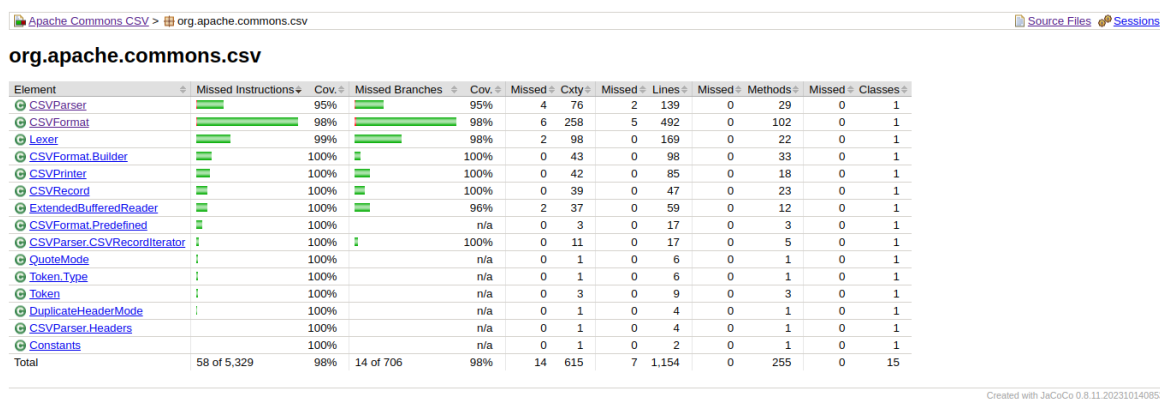 Apache Commons CSV > org.apache.commons.csv Source Files Sessions
org.apache.commons.csv
Element Missed Instructions Cov. Missed Branches Cov. Missed Cxty Missed Lines Missed Methods Missed Classes
CSVParser 95% 95% 4 76 2 139 0 29 0 1
CSVFormat 98% 98% 6 258 5 492 0 102 0 1
Lexer 99% 98% 2 98 0 169 0 22 0 1
CSVFormat.Builder 100% 100% 0 43 0 98 0 33 0 1
CSVPrinter 100% 100% 0 42 0 85 0 18 0 1
CSVRecord 100% 100% 0 39 0 47 0 23 0 1
ExtendedBufferedReader 100% 96% 2 37 0 59 0 12 0 1
CSVFormat.Predefined 100% n/a 0 3 0 17 0 3 0 1
CSVParser.CSVRecordIterator 100% 100% 0 11 0 17 0 5 0 1
QuoteMode 100% n/a 0 1 0 6 0 1 0 1
Token.Type 100% n/a 0 1 0 6 0 1 0 1
Token 100% n/a 0 3 0 9 0 3 0 1
DuplicateHeaderMode 100% n/a 0 1 0 4 0 1 0 1
CSVParser.Headers 100% n/a 0 1 0 4 0 1 0 1
Constants 100% n/a 0 1 0 2 0 1 0 1
Total 58 of 5,329 98% 14 of 706 98% 14 615 7 1,154 0 255 0 15
Created with JaCoCo 0.8.11.202310140853